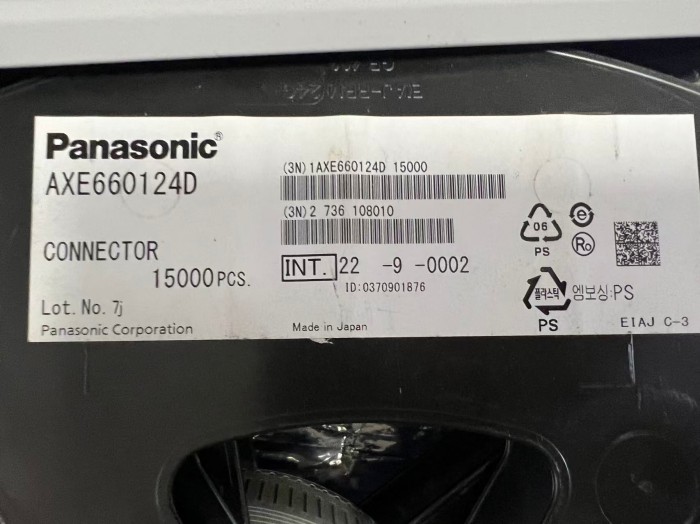 Panasonic®
AXE660124D
CONNECTOR
15000PCS.
Lot. No. 7j
Panasonic Corporation
(3N)1AXE660124D 15000
(3N)2 736 108010
INT. 22 -9 -0002
ID:0370901876
Made in Japan
06
PS
e
Ro
플라스틱
PS
엠보싱:PS
EIAJ C-3